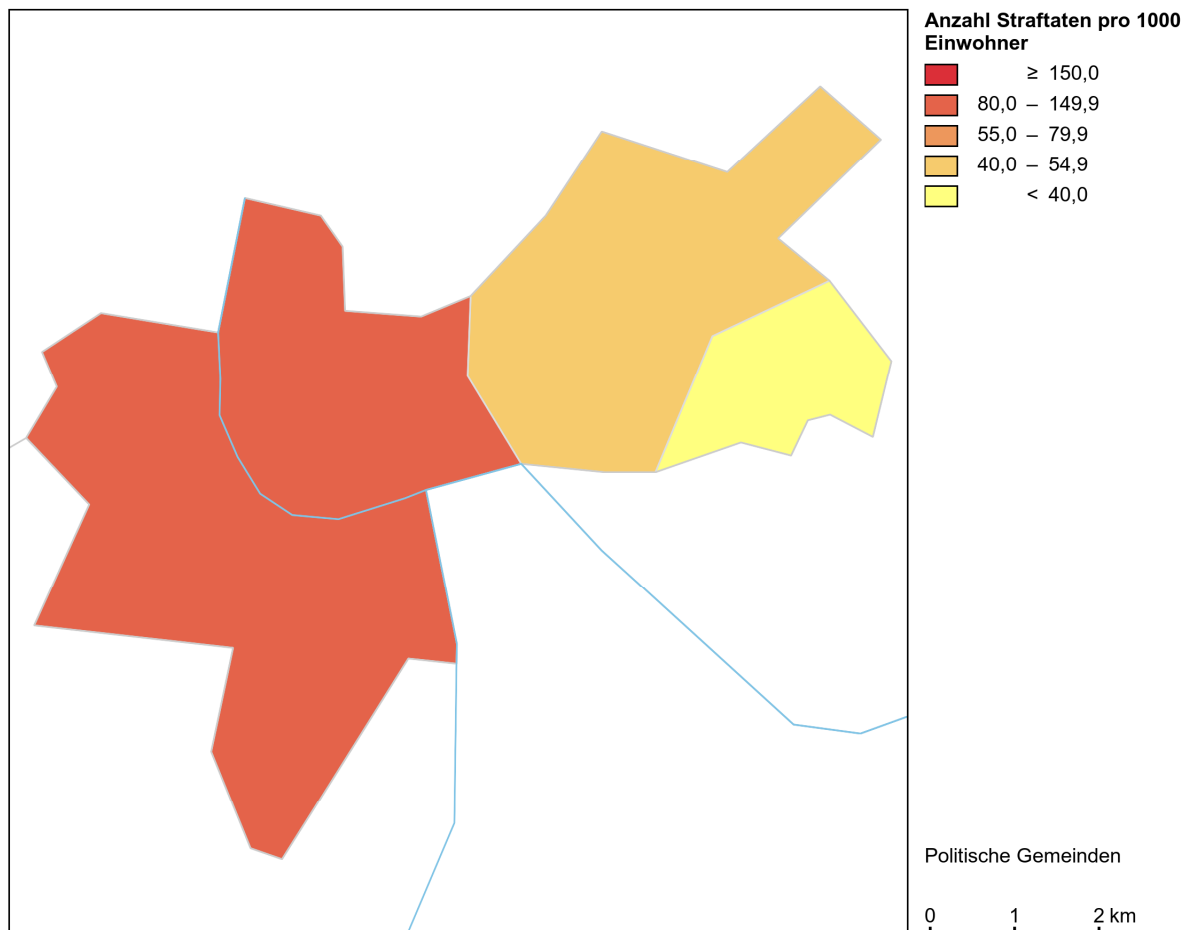 Anzahl Straftaten pro 1000
Einwohner
≥ 150,0
80,0 – 149,9
55,0 – 79,9
40,0 – 54,9
< 40,0
Politische Gemeinden
0 1 2 km